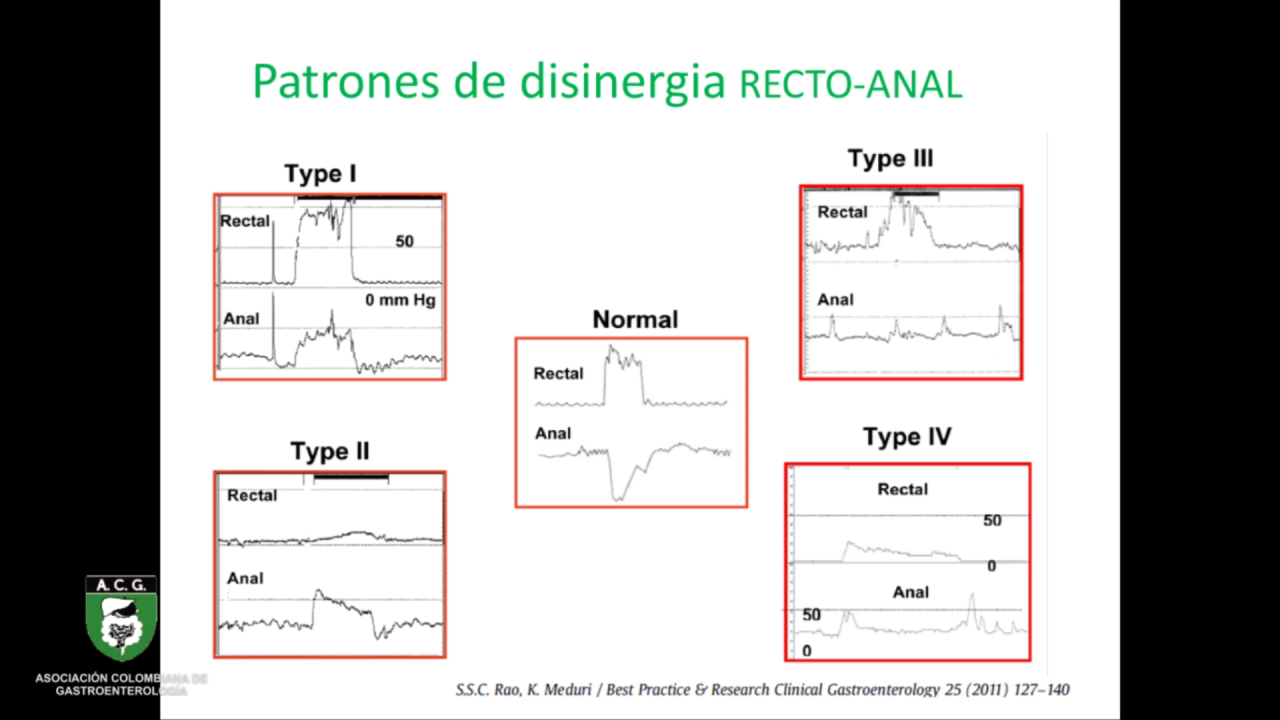 Patrones de disinergia RECTO-ANAL
Type I
Rectal
50
0 mm Hg
Anal
Type II
Rectal
Anal
Normal
Rectal
Anal
Type III
Rectal
Anal
Type IV
Rectal
50
0
Anal
50
0
A. C. G.
ASOCIACIÓN COLOMBIANA DE
GASTROENTEROLOGÍA
S.S.C. Rao, K. Meduri / Best Practice & Research Clinical Gastroenterology 25 (2011) 127–140